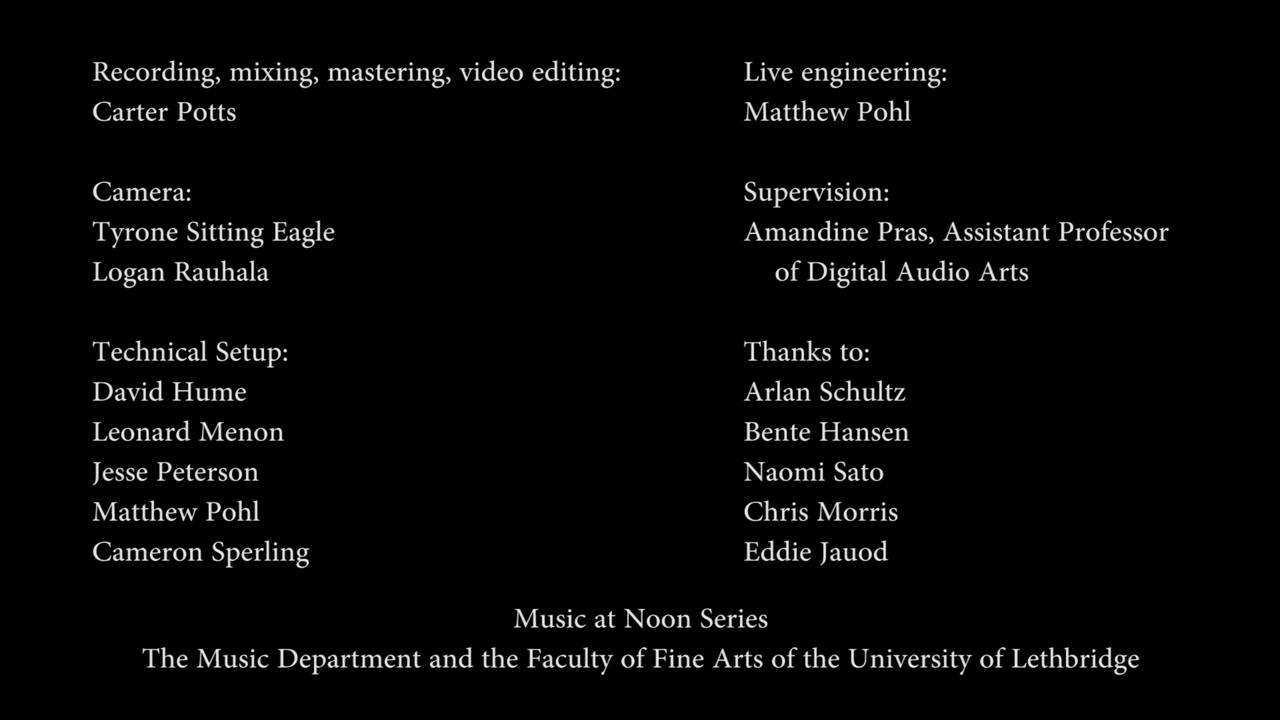 Recording, mixing, mastering, video editing:
Carter Potts
Camera:
Tyrone Sitting Eagle
Logan Rauhala
Technical Setup:
David Hume
Leonard Menon
Jesse Peterson
Matthew Pohl
Cameron Sperling
Live engineering:
Matthew Pohl
Supervision:
Amandine Pras, Assistant Professor
of Digital Audio Arts
Thanks to:
Arlan Schultz
Bente Hansen
Naomi Sato
Chris Morris
Eddie Jauod
Music at Noon Series
The Music Department and the Faculty of Fine Arts of the University of Lethbridge